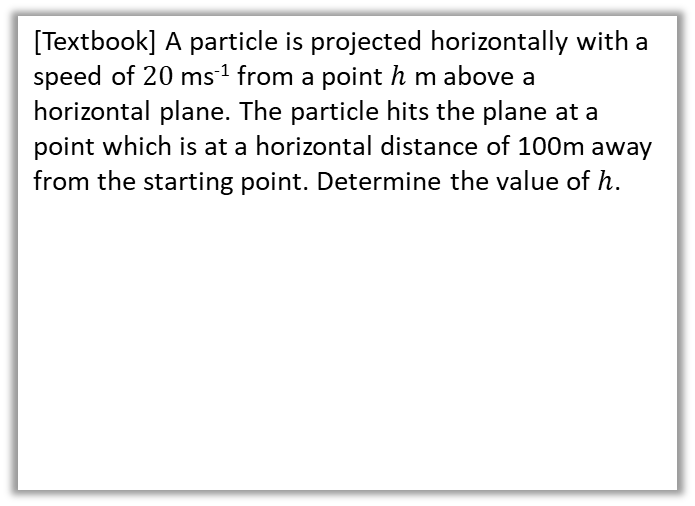 [Textbook] A particle is projected horizontally with a
speed of 20 ms⁻¹ from a point ℎ m above a
horizontal plane. The particle hits the plane at a
point which is at a horizontal distance of 100m away
from the starting point. Determine the value of ℎ.